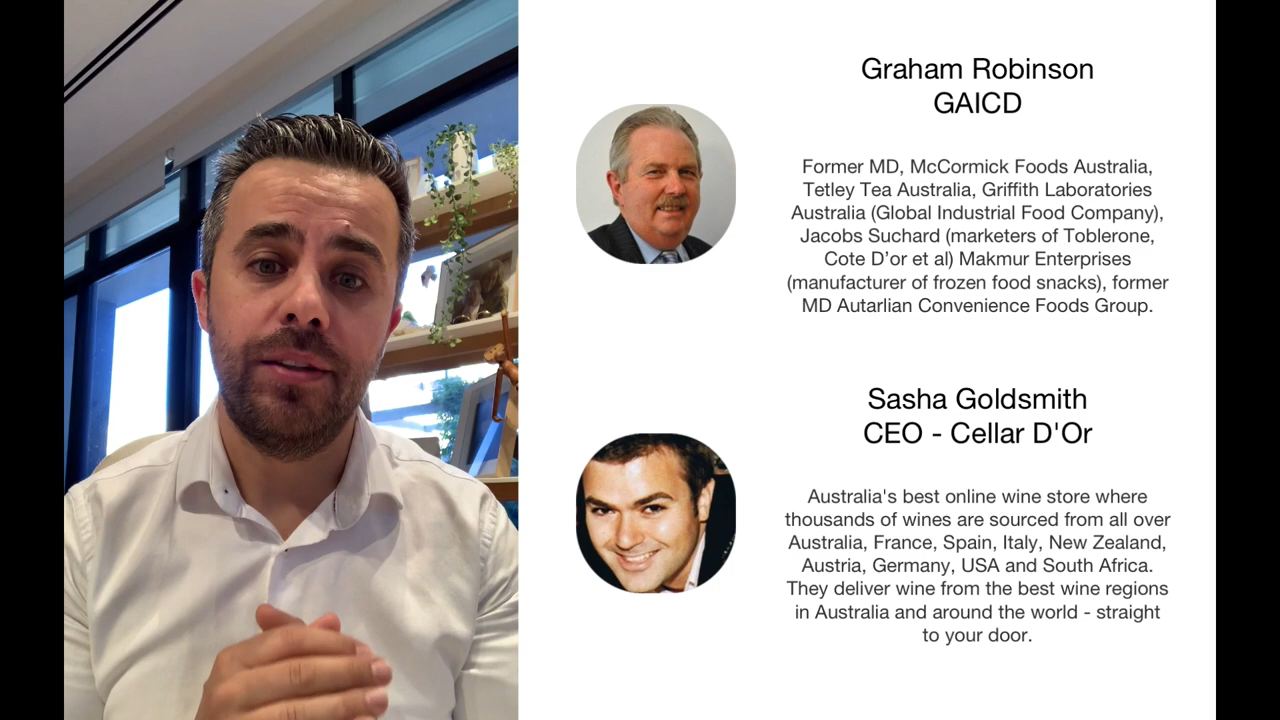 Graham Robinson
GAICD
Former MD, McCormick Foods Australia,
Tetley Tea Australia, Griffith Laboratories
Australia (Global Industrial Food Company),
Jacobs Suchard (marketers of Toblerone,
Cote D’or et al) Makmur Enterprises
(manufacturer of frozen food snacks), former
MD Autarlian Convenience Foods Group.
Sasha Goldsmith
CEO - Cellar D'Or
Australia's best online wine store where
thousands of wines are sourced from all over
Australia, France, Spain, Italy, New Zealand,
Austria, Germany, USA and South Africa.
They deliver wine from the best wine regions
in Australia and around the world - straight
to your door.